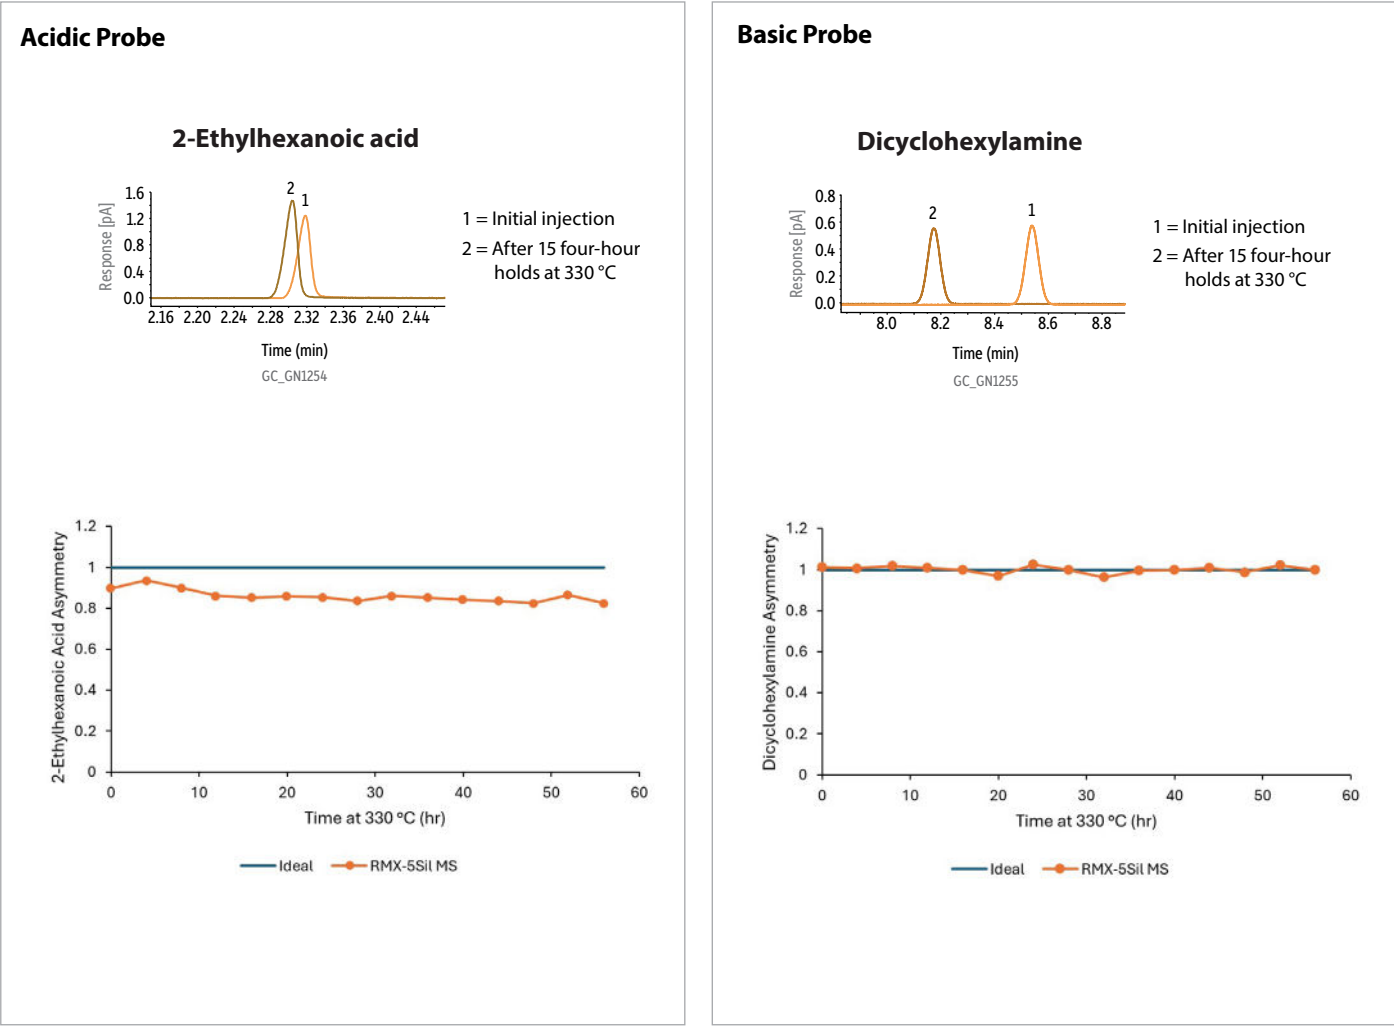 Acidic Probe
2-Ethylhexanoic acid
2
1
1.6
1.2
0.8
0.4
0.0
Response [pA]
2.16 2.20 2.24 2.28 2.32 2.36 2.40 2.44
Time (min)
GC_GN1254
1 = Initial injection
2 = After 15 four-hour
holds at 330 °C
2-Ethylhexanoic Acid Asymmetry
1.2
1
0.8
0.6
0.4
0.2
0
0 10 20 30 40 50 60
Time at 330 ºC (hr)
Ideal RMX-5Sil MS
Basic Probe
Dicyclohexylamine
2
1
0.8
0.6
0.4
0.2
0.0
Response [pA]
8.0 8.2 8.4 8.6 8.8
Time (min)
GC_GN1255
1 = Initial injection
2 = After 15 four-hour
holds at 330 °C
Dicyclohexylamine Asymmetry
1.2
1
0.8
0.6
0.4
0.2
0
0 10 20 30 40 50 60
Time at 330 ºC (hr)
Ideal RMX-5Sil MS